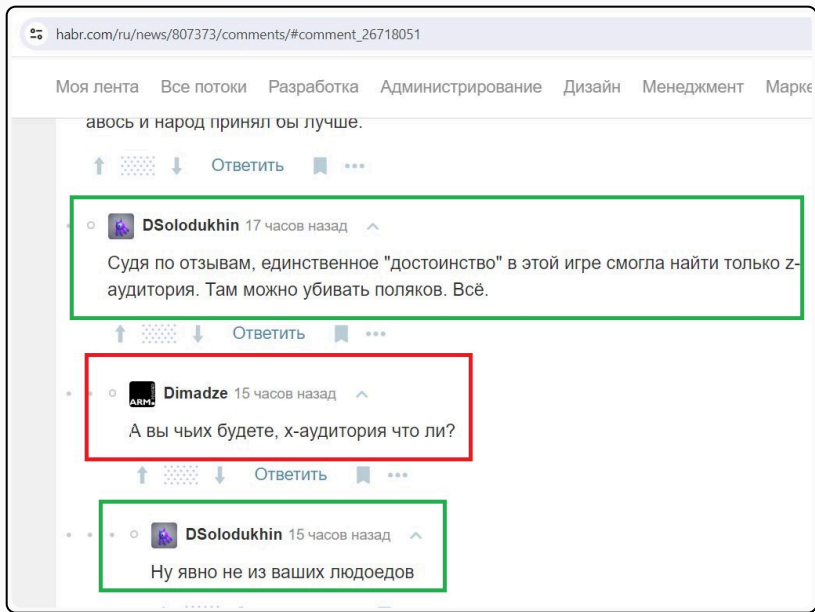 habr.com/ru/news/807373/comments/#comment_26718051
Моя лента Все потоки Разработка Администрирование Дизайн Менеджмент Марке
авось и народ принял бы лучше.
Ответить
DSolodukhin 17 часов назад
Судя по отзывам, единственное "достоинство" в этой игре смогла найти только z-
аудитория. Там можно убивать поляков. Всё.
Ответить
ARM Dimadze 15 часов назад
А вы чьих будете, х-аудитория что ли?
Ответить
DSolodukhin 15 часов назад
Ну явно не из ваших людоедов